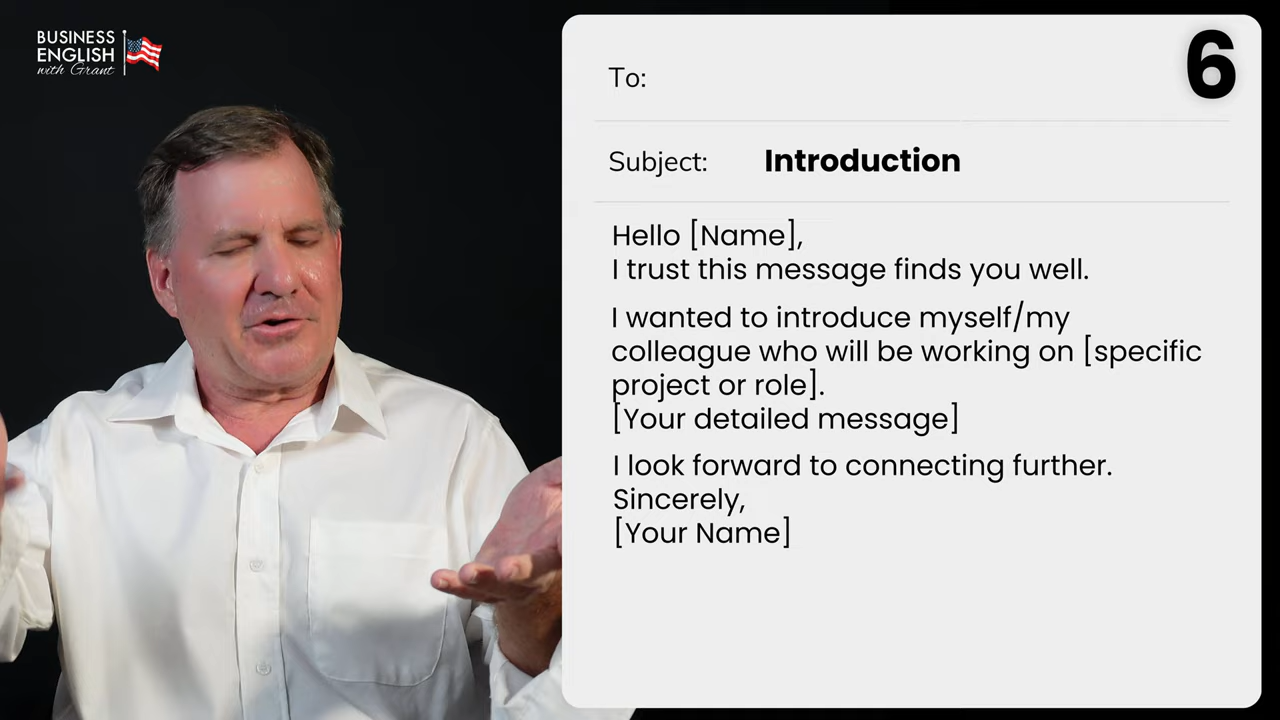 BUSINESS
ENGLISH
with Grant
6
To:
Subject: Introduction
Hello [Name],
I trust this message finds you well.
I wanted to introduce myself/my
colleague who will be working on [specific
project or role].
[Your detailed message]
I look forward to connecting further.
Sincerely,
[Your Name]